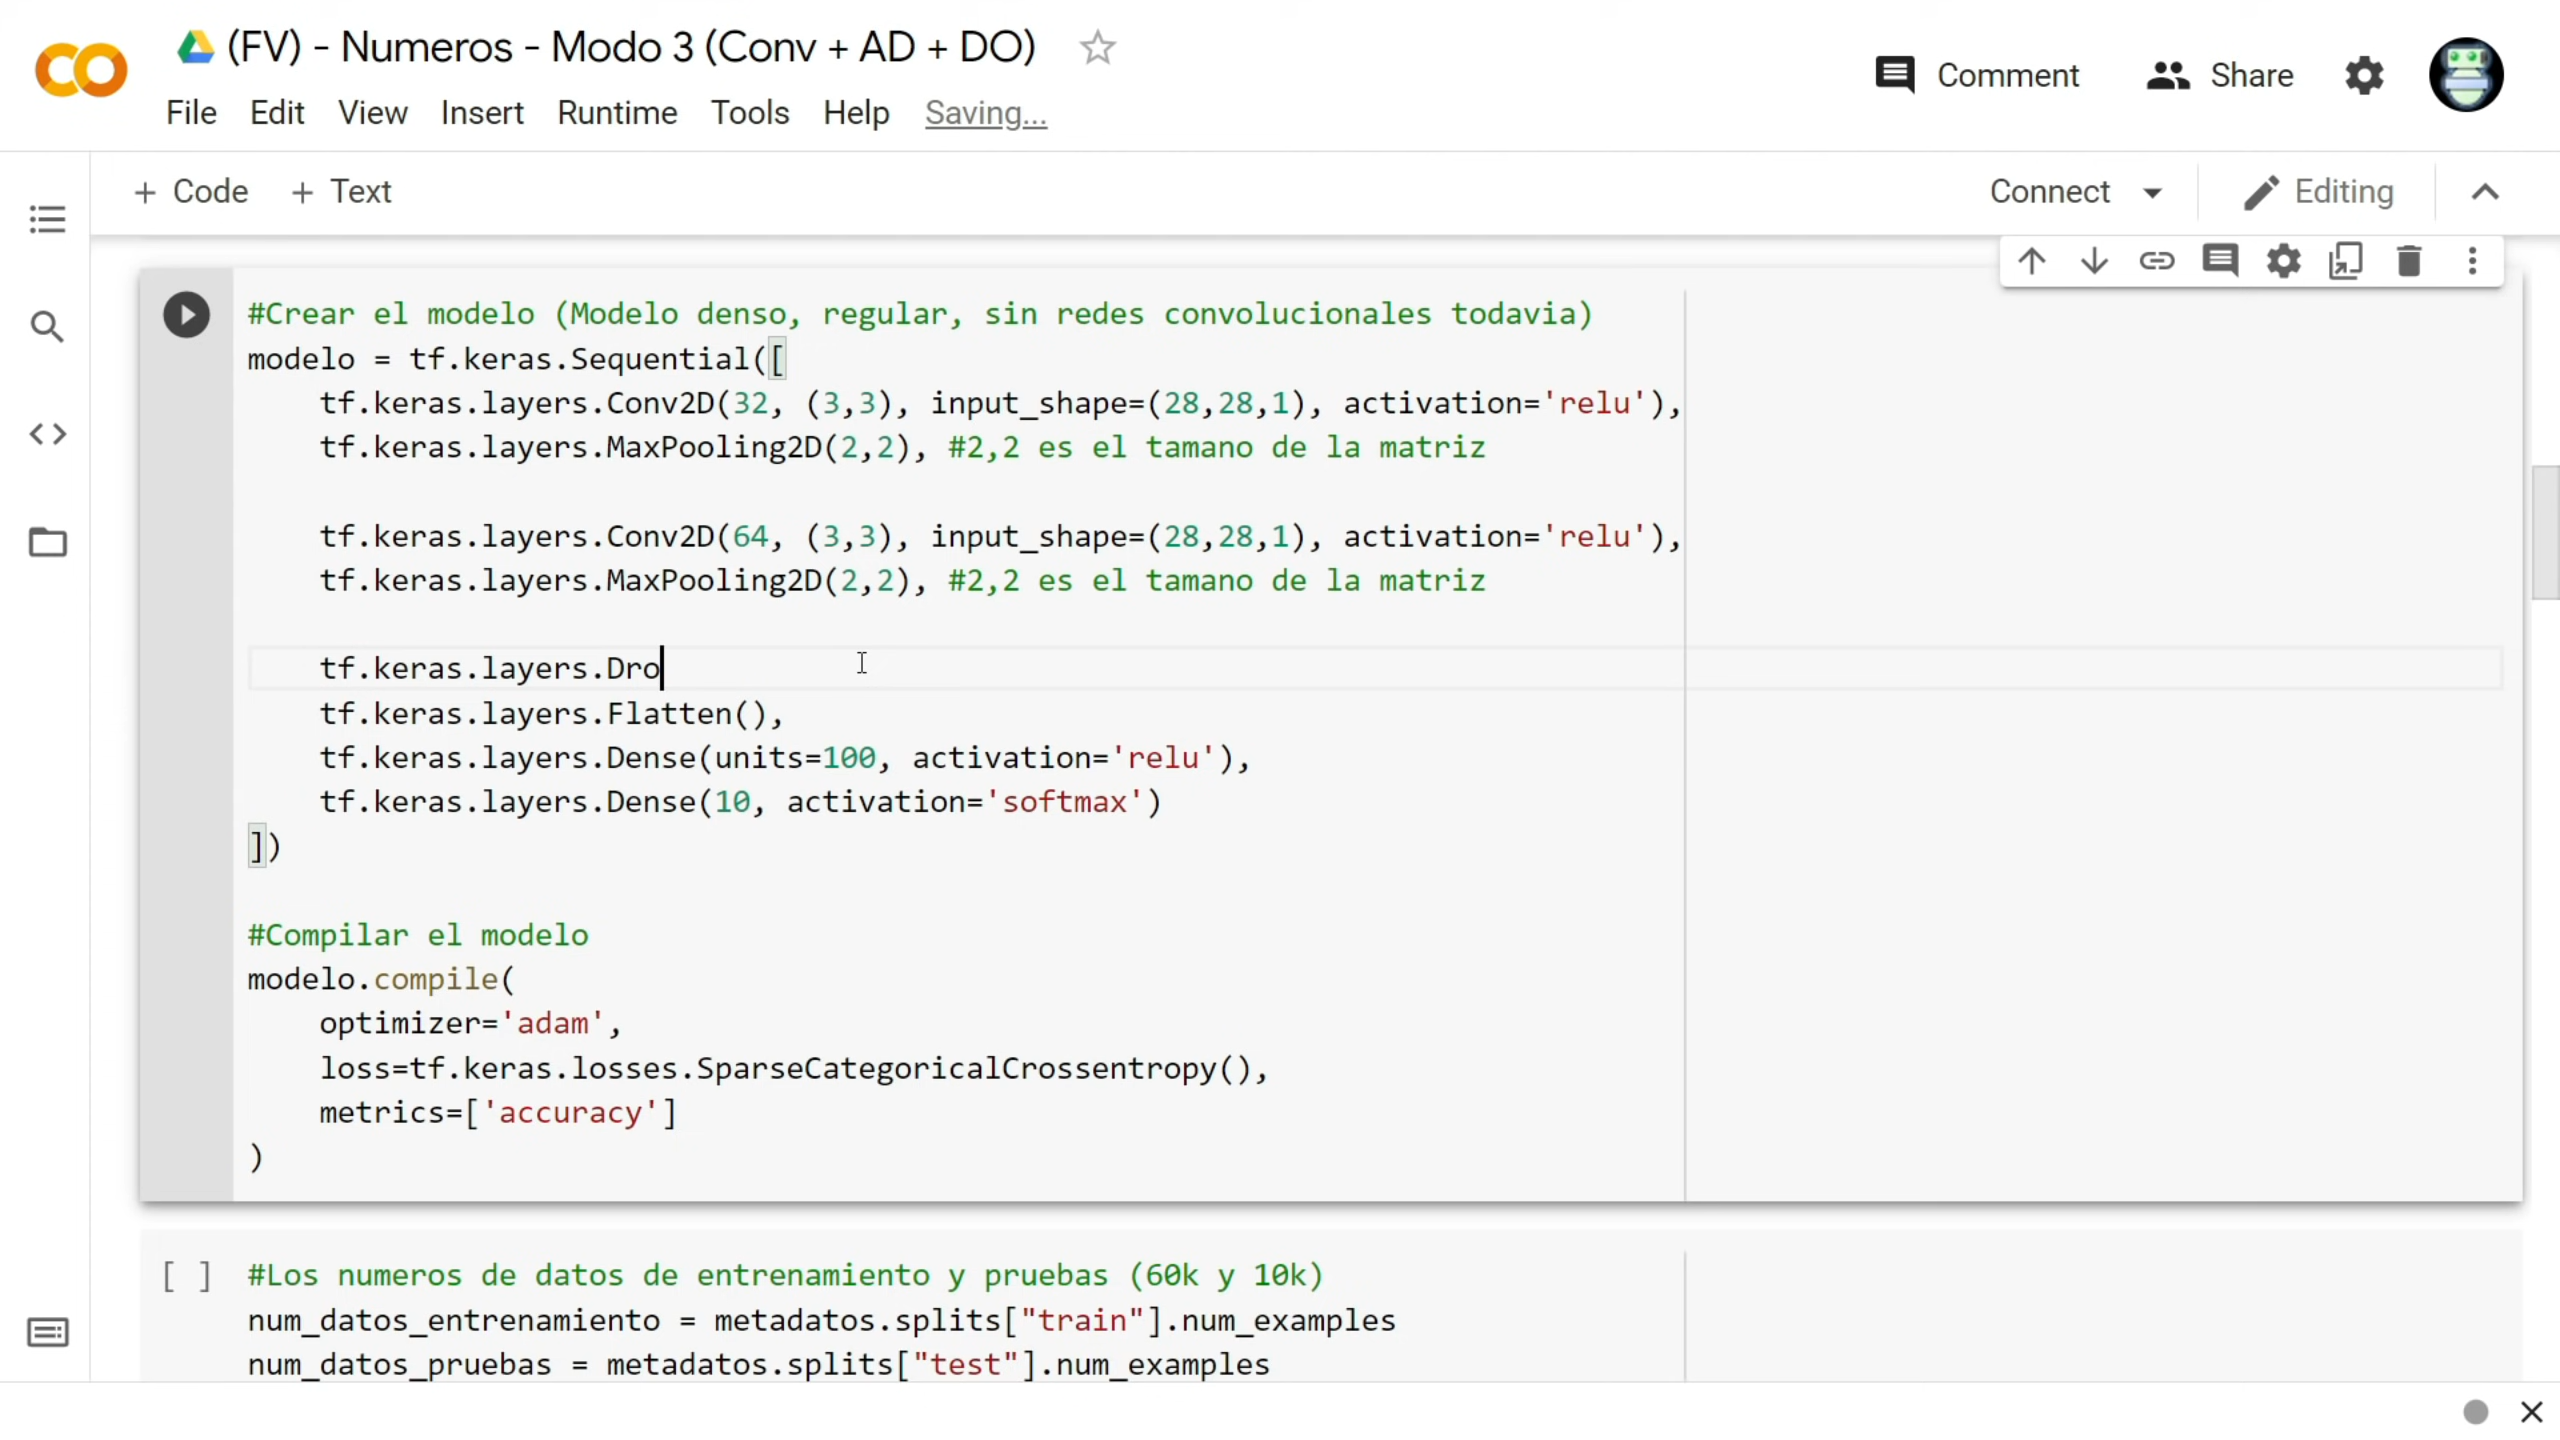 (FV) - Numeros - Modo 3 (Conv + AD + DO)
File Edit View Insert Runtime Tools Help Saving...
Comment Share
+ Code + Text
Connect Editing
#Crear el modelo (Modelo denso, regular, sin redes convolucionales todavia)
modelo = tf.keras.Sequential([
    tf.keras.layers.Conv2D(32, (3,3), input_shape=(28,28,1), activation='relu'),
    tf.keras.layers.MaxPooling2D(2,2), #2,2 es el tamano de la matriz
    tf.keras.layers.Conv2D(64, (3,3), input_shape=(28,28,1), activation='relu'),
    tf.keras.layers.MaxPooling2D(2,2), #2,2 es el tamano de la matriz
    tf.keras.layers.Dro
    tf.keras.layers.Flatten(),
    tf.keras.layers.Dense(units=100, activation='relu'),
    tf.keras.layers.Dense(10, activation='softmax')
])
#Compilar el modelo
modelo.compile(
    optimizer='adam',
    loss=tf.keras.losses.SparseCategoricalCrossentropy(),
    metrics=['accuracy']
)
[ ] #Los numeros de datos de entrenamiento y pruebas (60k y 10k)
num_datos_entrenamiento = metadatos.splits["train"].num_examples
num_datos_pruebas = metadatos.splits["test"].num_examples